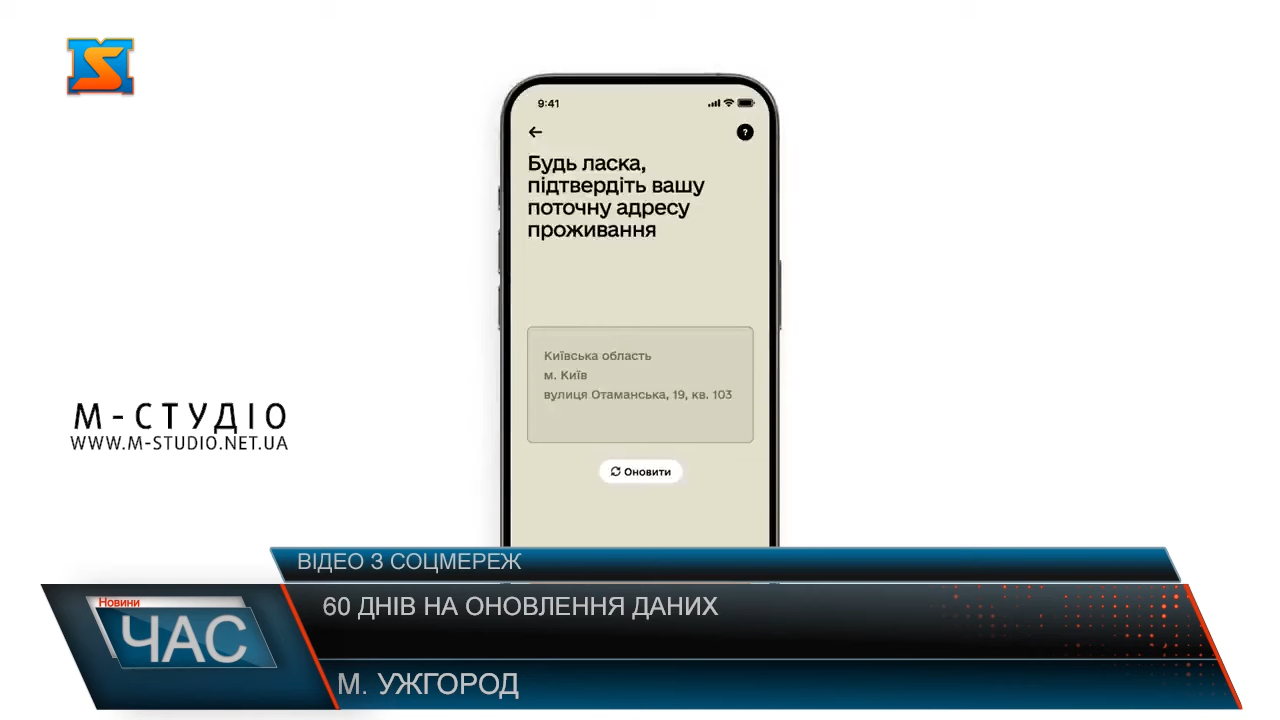 9:41
?
Будь ласка,
підтвердіть вашу
поточну адресу
проживання
Київська область
м. Київ
вулиця Отаманська, 19, кв. 103
Оновити
М-СТУДІО
WWW.M-STUDIO.NET.UA
ВІДЕО З СОЦМЕРЕЖ
Новини
ЧАС
60 ДНІВ НА ОНОВЛЕННЯ ДАНИХ
М. УЖГОРОД